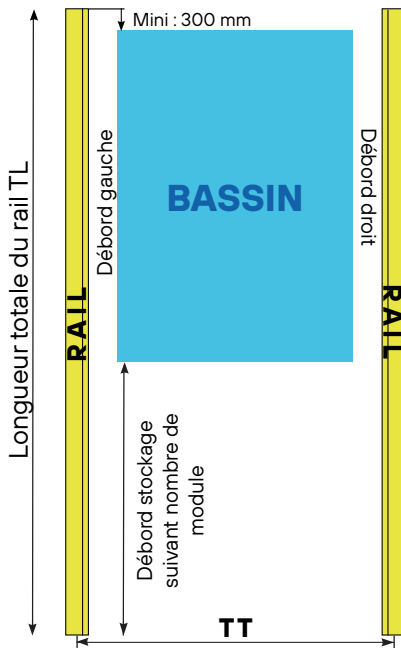 Mini : 300 mm
Longueur totale du rail TL
RAIL
Débord gauche
BASSIN
Débord droit
RAIL
Débord stockage
suivant nombre de
module
TT